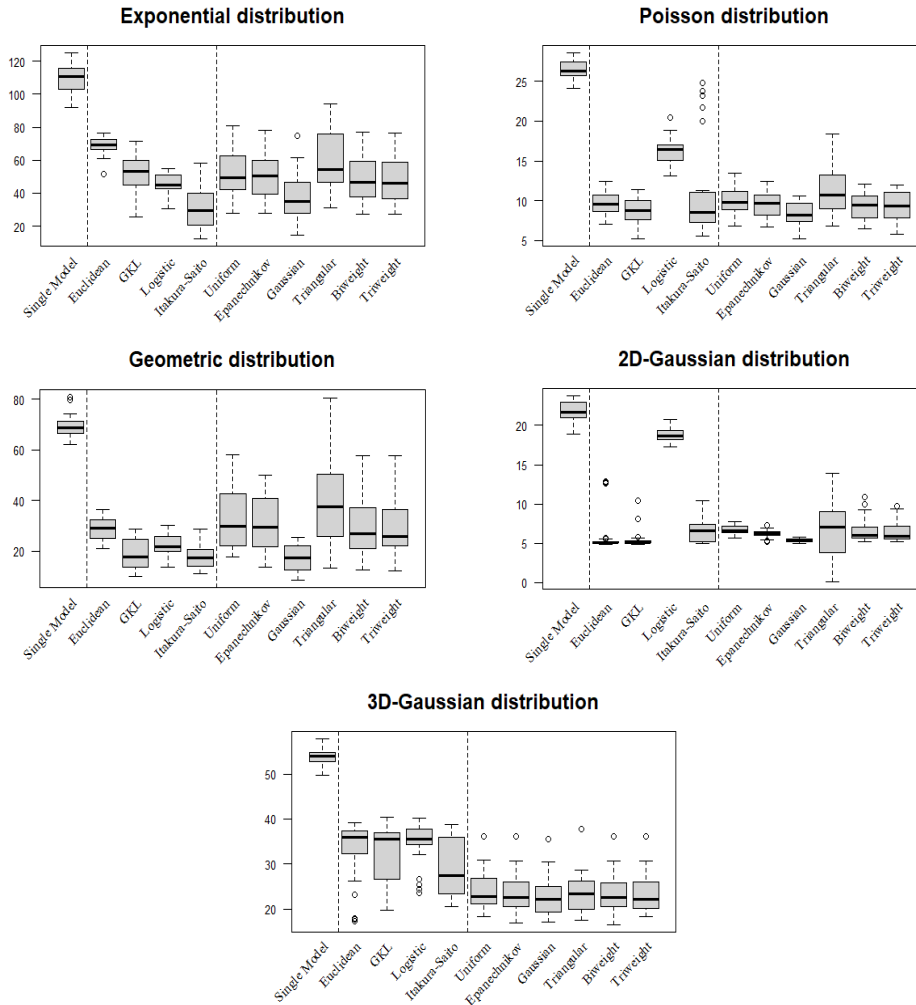 Exponential distribution
120
100
80
60
40
20
Single Model
Euclidean
GKL
Logistic
Itakura-Saito
Uniform
Epanechnikov
Gaussian
Triangular
Biweight
Triweight
Poisson distribution
25
20
15
10
5
Single Model
Euclidean
GKL
Logistic
Itakura-Saito
Uniform
Epanechnikov
Gaussian
Triangular
Biweight
Triweight
Geometric distribution
80
60
40
20
Single Model
Euclidean
GKL
Logistic
Itakura-Saito
Uniform
Epanechnikov
Gaussian
Triangular
Biweight
Triweight
2D-Gaussian distribution
20
15
10
5
0
Single Model
Euclidean
GKL
Logistic
Itakura-Saito
Uniform
Epanechnikov
Gaussian
Triangular
Biweight
Triweight
3D-Gaussian distribution
50
40
30
20
Single Model
Euclidean
GKL
Logistic
Itakura-Saito
Uniform
Epanechnikov
Gaussian
Triangular
Biweight
Triweight